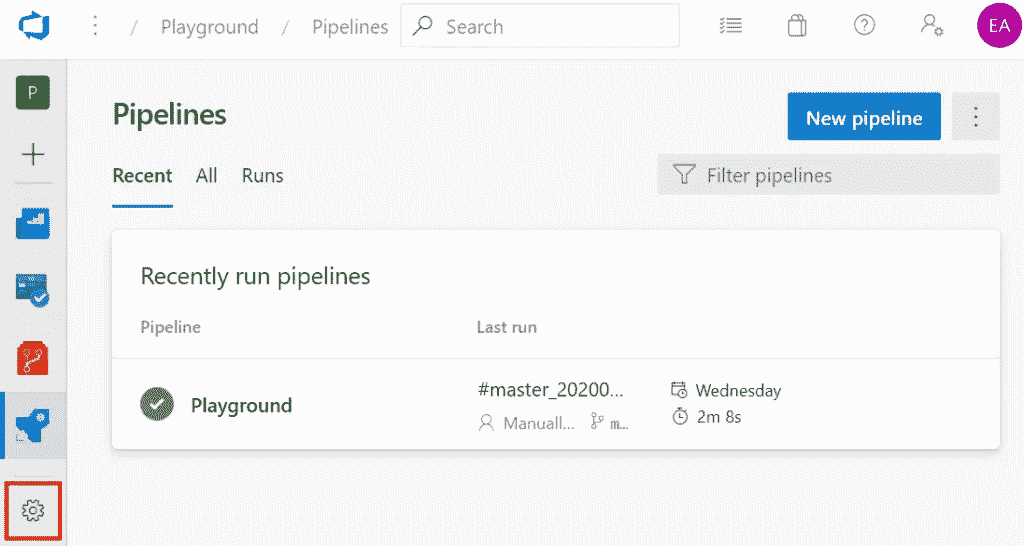 / Playground / Pipelines Search EA
P
Pipelines New pipeline
Recent All Runs Filter pipelines
Recently run pipelines
Pipeline Last run
#master_20200... Wednesday
Playground
Manuall... m... 2m 8s